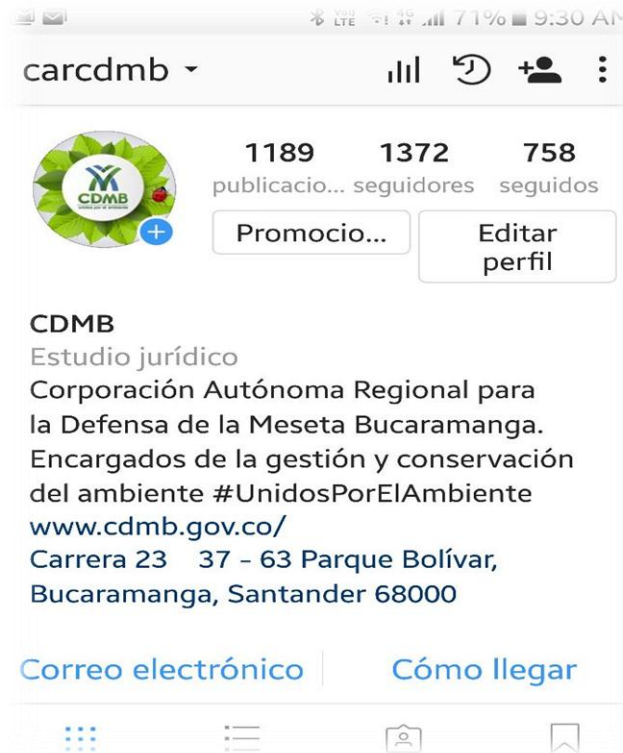 71% 9:30 AM
carcdmb
1189 1372 758
publicacio... seguidores seguidos
Promocio... Editar perfil
CDMB
CDMB
Estudio jurídico
Corporación Autónoma Regional para
la Defensa de la Meseta Bucaramanga.
Encargados de la gestión y conservación
del ambiente #UnidosPorElAmbiente
www.cdmb.gov.co/
Carrera 23 37 - 63 Parque Bolívar,
Bucaramanga, Santander 68000
Correo electrónico Cómo llegar